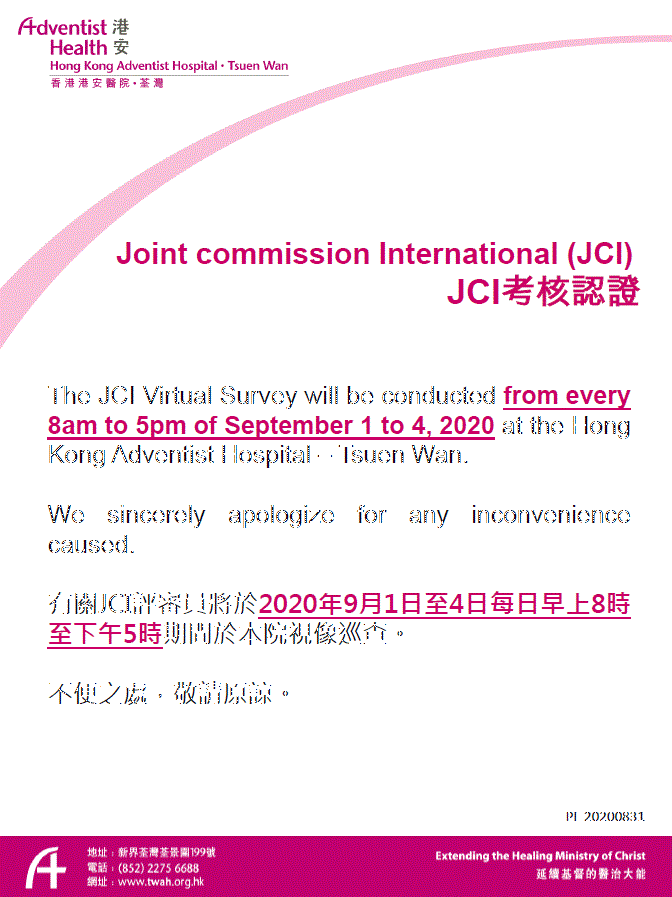 Adventist 港
Health 安
Hong Kong Adventist Hospital • Tsuen Wan
香港港安醫院 • 荃灣
Joint commission International (JCI)
JCI考核認證
The JCI Virtual Survey will be conducted from every
8am to 5pm of September 1 to 4, 2020 at the Hong
Kong Adventist Hospital – Tsuen Wan.
We sincerely apologize for any inconvenience
caused.
有關JCI評審員將於2020年9月1日至4日每日早上8時
至下午5時期間於本院視像巡查。
不便之處，敬請原諒。
PF 20200831
地址：新界荃灣荃景圍199號
電話：(852) 2275 6688
網址：www.twah.org.hk
Extending the Healing Ministry of Christ
延續基督的醫治大能